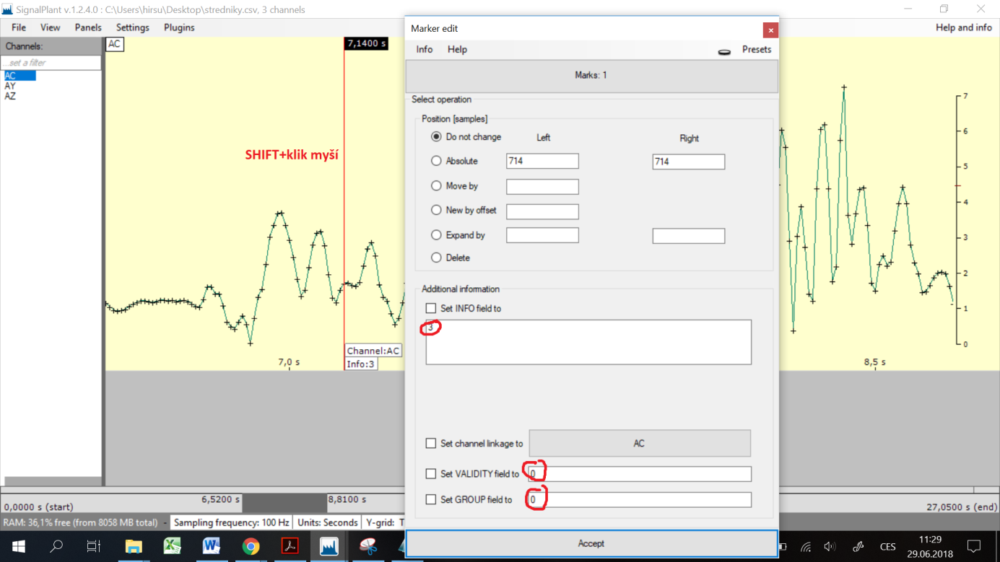 SignalPlant v.1.2.4.0 : C:\Users\hirsu\Desktop\stredniky.csv, 3 channels
File View Panels Settings Plugins Help and info
Channels:
...set a filter
AC
AY
AZ
AC
7,1400 s
SHIFT+klik myší
Channel:AC
Info:3
7,0 s
8,5 s
7
6
5
4
3
2
1
0
Marker edit
Info Help Presets
Marks: 1
Select operation
Position [samples]
Do not change Left Right
Absolute 714 714
Move by
New by offset
Expand by
Delete
Additional information
Set INFO field to
3
Set channel linkage to AC
Set VALIDITY field to 0
Set GROUP field to 0
Accept
6,5200 s 8,8100 s
0,0000 s (start) 27,0500 s (end)
RAM: 36,1% free (from 8058 MB total) - Sampling frequency: 100 Hz Units: Seconds Y-grid: T
CES
11:29
29.06.2018